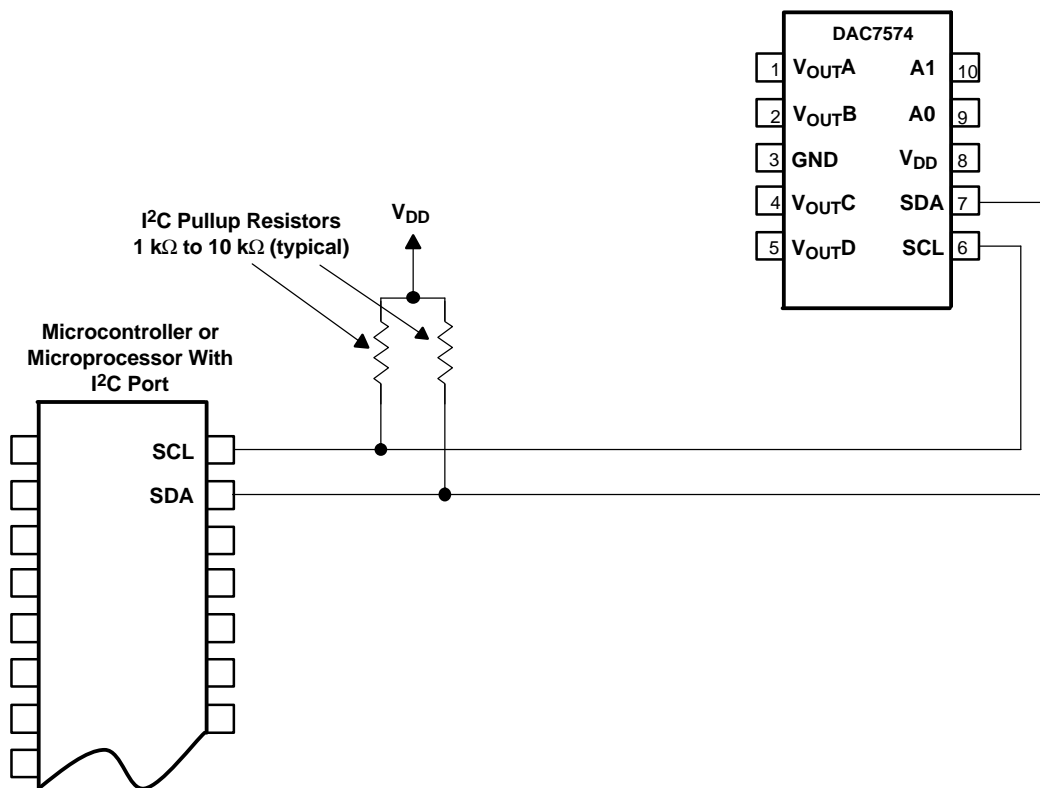 DAC7574
1 VOUTA A1 10
2 VOUTB A0 9
3 GND VDD 8
4 VOUTC SDA 7
5 VOUTD SCL 6
I2C Pullup Resistors
1 kΩ to 10 kΩ (typical)
VDD
Microcontroller or
Microprocessor With
I2C Port
SCL
SDA